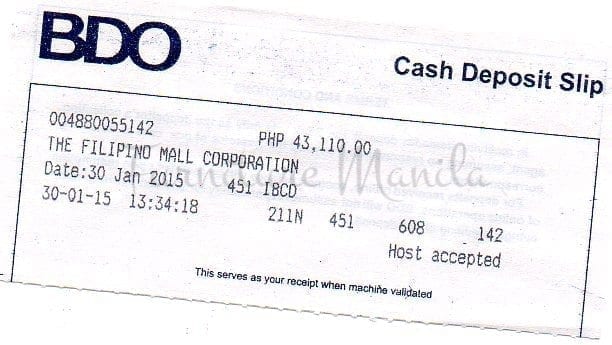 BDO
Cash Deposit Slip
004880055142 PHP 43,110.00
THE FILIPINO MALL CORPORATION
Date:30 Jan 2015 451 IBCD
30-01-15 13:34:18 211N 451 608 142
Host accepted
This serves as your receipt when machine validated
Manila